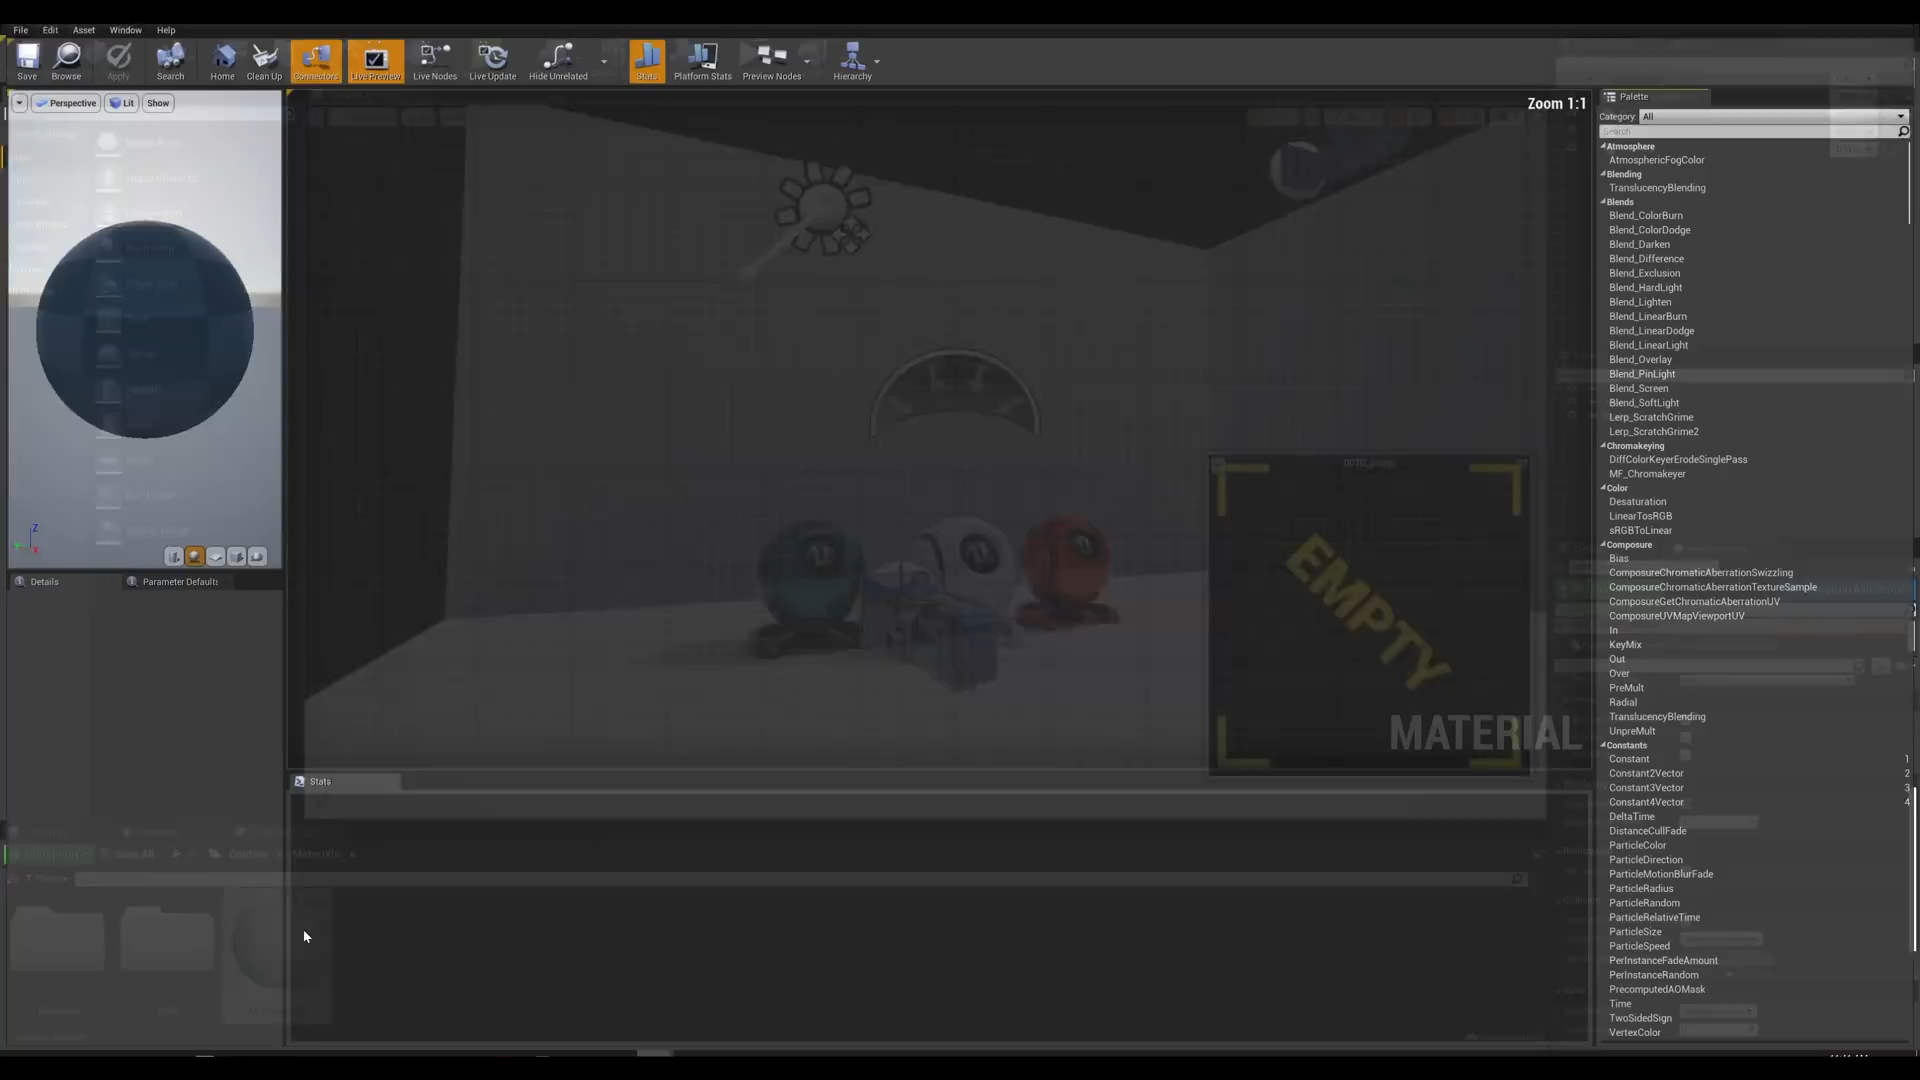 File Edit Asset Window Help
Save Browse Apply Search Home Clean Up Connectors Live Preview Live Nodes Live Update Hide Unrelated Stats Platform Stats Preview Nodes Hierarchy
Perspective Lit Show
Zoom 1:1
Palette
Category: All
Search
Atmosphere
AtmosphericFogColor
Blending
TranslucencyBlending
Blends
Blend_ColorBurn
Blend_ColorDodge
Blend_Darken
Blend_Difference
Blend_Exclusion
Blend_HardLight
Blend_Lighten
Blend_LinearBurn
Blend_LinearDodge
Blend_LinearLight
Blend_Overlay
Blend_PinLight
Blend_Screen
Blend_SoftLight
Lerp_ScratchGrime
Lerp_ScratchGrime2
Chromakeying
DiffColorKeyerErodeSinglePass
MF_Chromakeyer
Color
Desaturation
LinearTosRGB
sRGBToLinear
Composure
Bias
ComposureChromaticAberrationSwizzling
ComposureChromaticAberrationTextureSample
ComposureGetChromaticAberrationUV
ComposureUVMapViewportUV
In
KeyMix
Out
Over
PreMult
Radial
TranslucencyBlending
UnpreMult
Constants
Constant 1
Constant2Vector 2
Constant3Vector 3
Constant4Vector 4
DeltaTime
DistanceCullFade
ParticleColor
ParticleDirection
ParticleMotionBlurFade
ParticleRadius
ParticleRandom
ParticleRelativeTime
ParticleSize
ParticleSpeed
PerInstanceFadeAmount
PerInstanceRandom
PrecomputedAOMask
Time
TwoSidedSign
VertexColor
EMPTY
MATERIAL
Z
Details Parameter Defaults
Stats
Content Materials